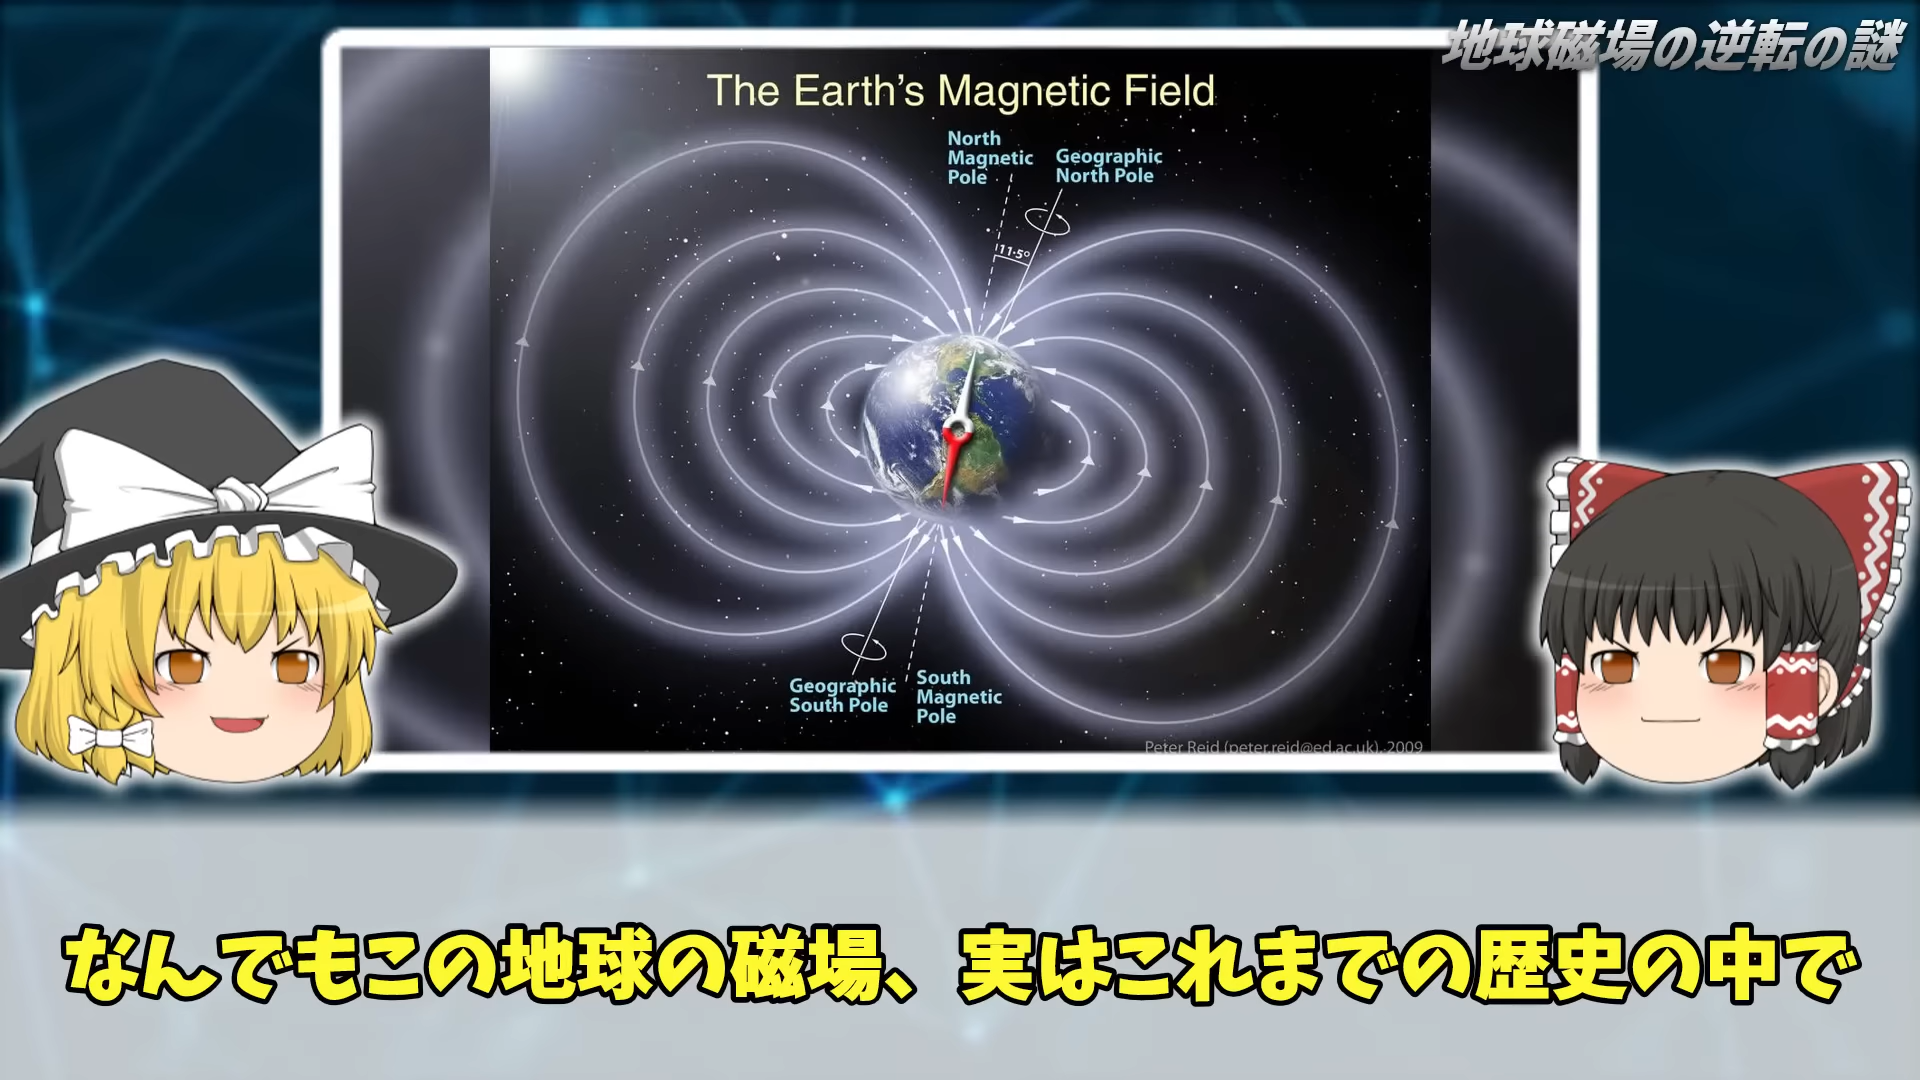 地球磁場の逆転の謎
The Earth's Magnetic Field
North
Magnetic
Pole
Geographic
North Pole
11·5°
Geographic
South Pole
South
Magnetic
Pole
Peter Reid (peter.reid@ed.ac.uk), 2009
なんでもこの地球の磁場、実はこれまでの歴史の中で